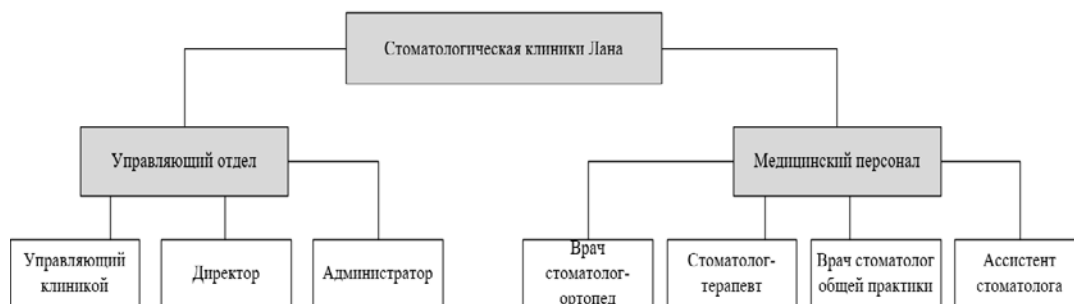 Стоматологическая клиники Лана
Управляющий отдел
Медицинский персонал
Управляющий
клиникой
Директор
Администратор
Врач
стоматолог-
ортопед
Стоматолог-
терапевт
Врач стоматолог
общей практики
Ассистент
стоматолога